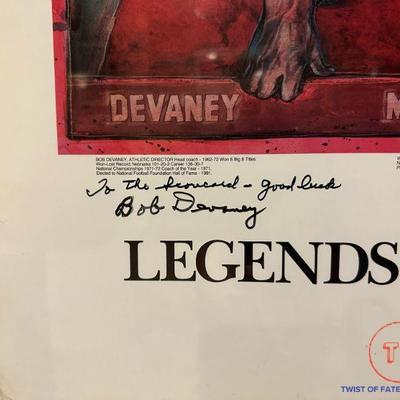 DEVANEY M
BOB DEVANEY, ATHLETIC DIRECTOR Head coach - 1962-72 Won 8 Big 8 Titles
Won-Lost Record, Nebraska 101-20-2 Career 136-30-7
National Championships 1971-72 Coach of the Year - 1971,
Elected to National Football Foundation Hall of Fame - 1981.
To the - good luck
Bob Devaney
LEGENDS
T
TWIST OF FATE